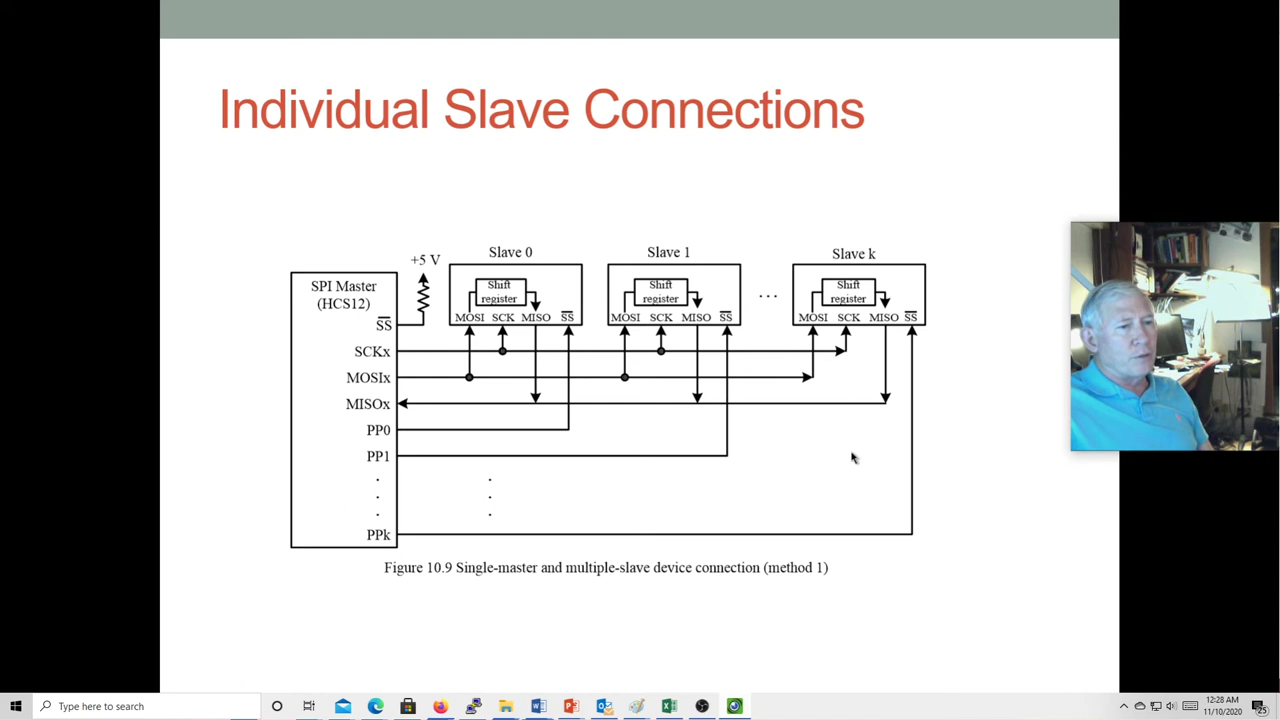 Individual Slave Connections
+5 V
Slave 0
Slave 1
Slave k
SPI Master
(HCS12)
Shift
register
Shift
register
Shift
register
. . .
MOSI SCK MISO SS
MOSI SCK MISO SS
MOSI SCK MISO SS
SS
SCKx
MOSIx
MISOx
PP0
PP1
PPk
Figure 10.9 Single-master and multiple-slave device connection (method 1)
Type here to search
12:28 AM
11/10/2020
25